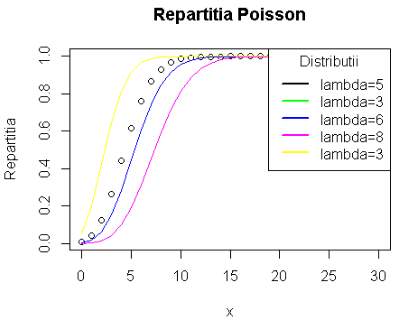 Repartitia Poisson
Repartitia
1.0
0.8
0.6
0.4
0.2
0.0
Distributii
lambda=5
lambda=3
lambda=6
lambda=8
lambda=3
0 5 10 15 20 25 30
x